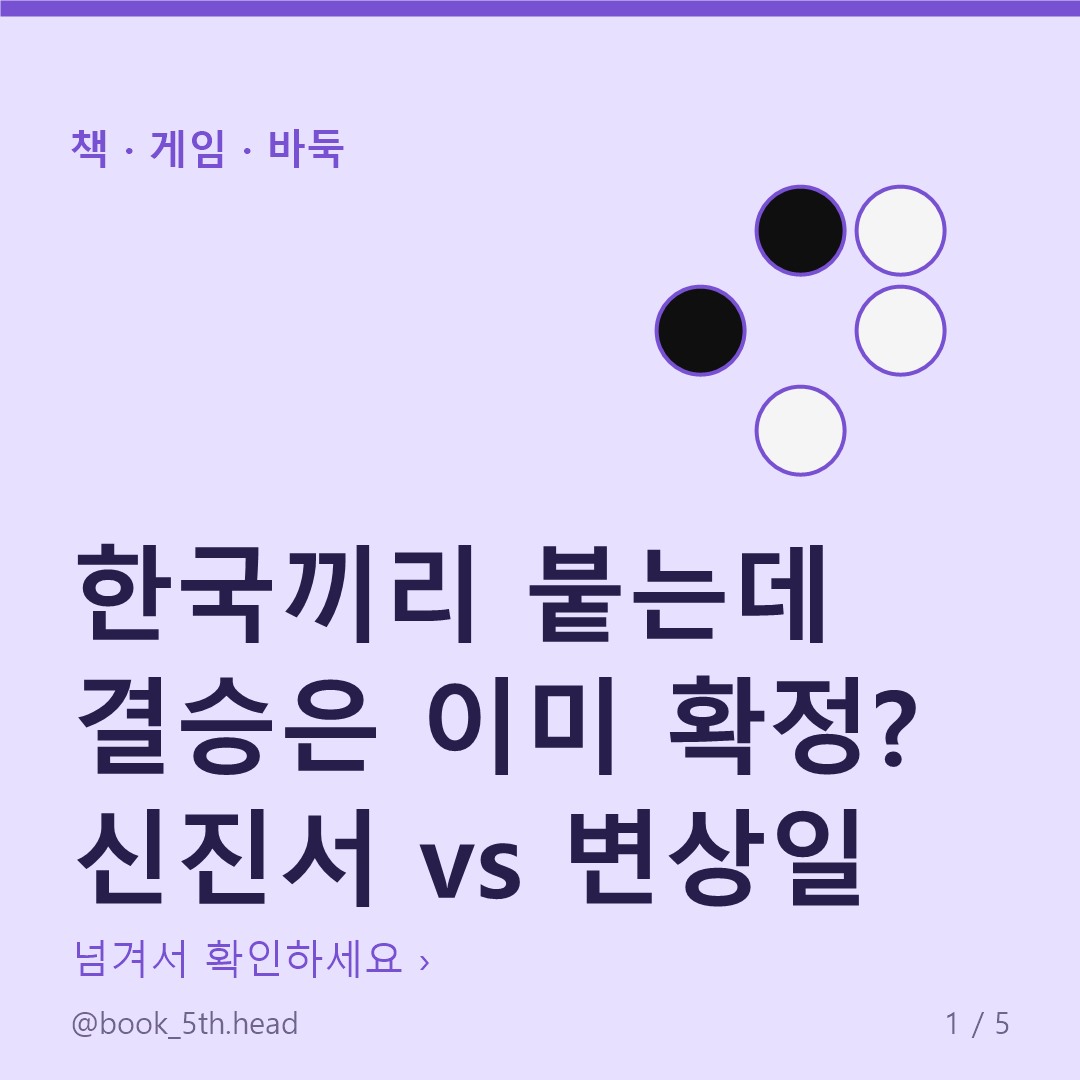 책 · 게임 · 바둑
한국끼리 붙는데
결승은 이미 확정?
신진서 vs 변상일
넘겨서 확인하세요 ›
@book_5th.head
1 / 5